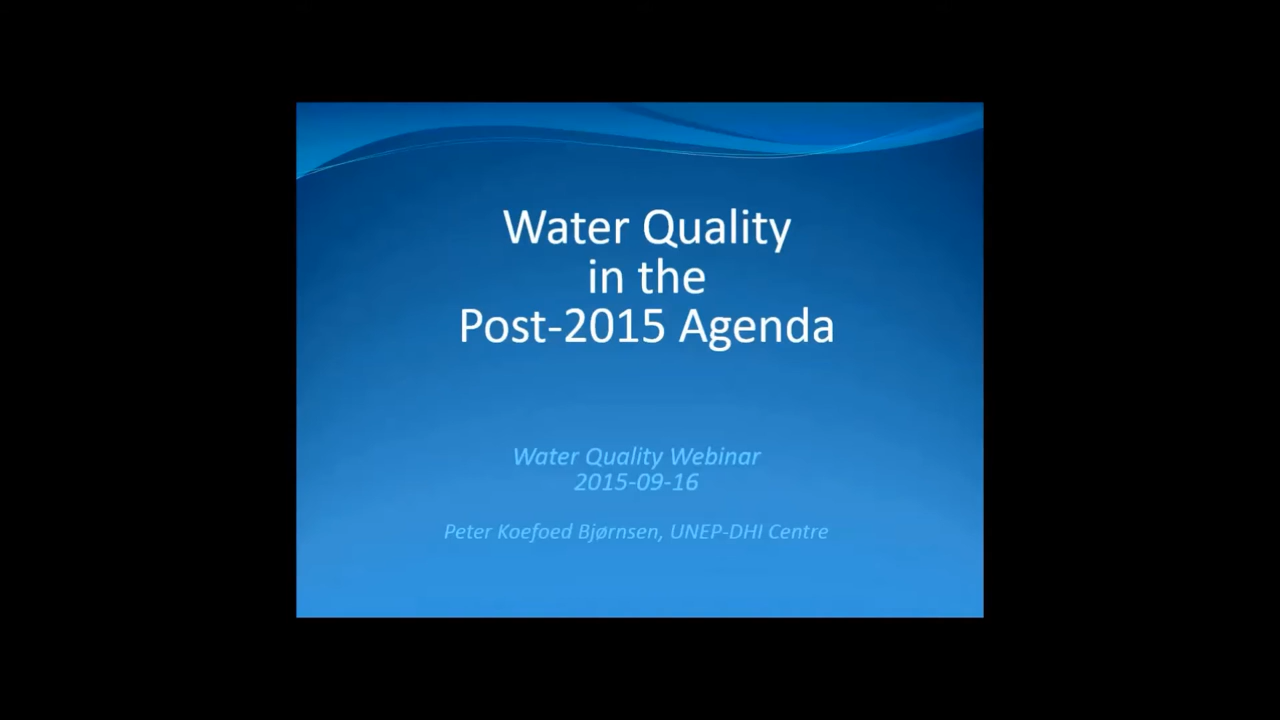 Water Quality
in the
Post-2015 Agenda
Water Quality Webinar
2015-09-16
Peter Koefoed Bjørnsen, UNEP-DHI Centre